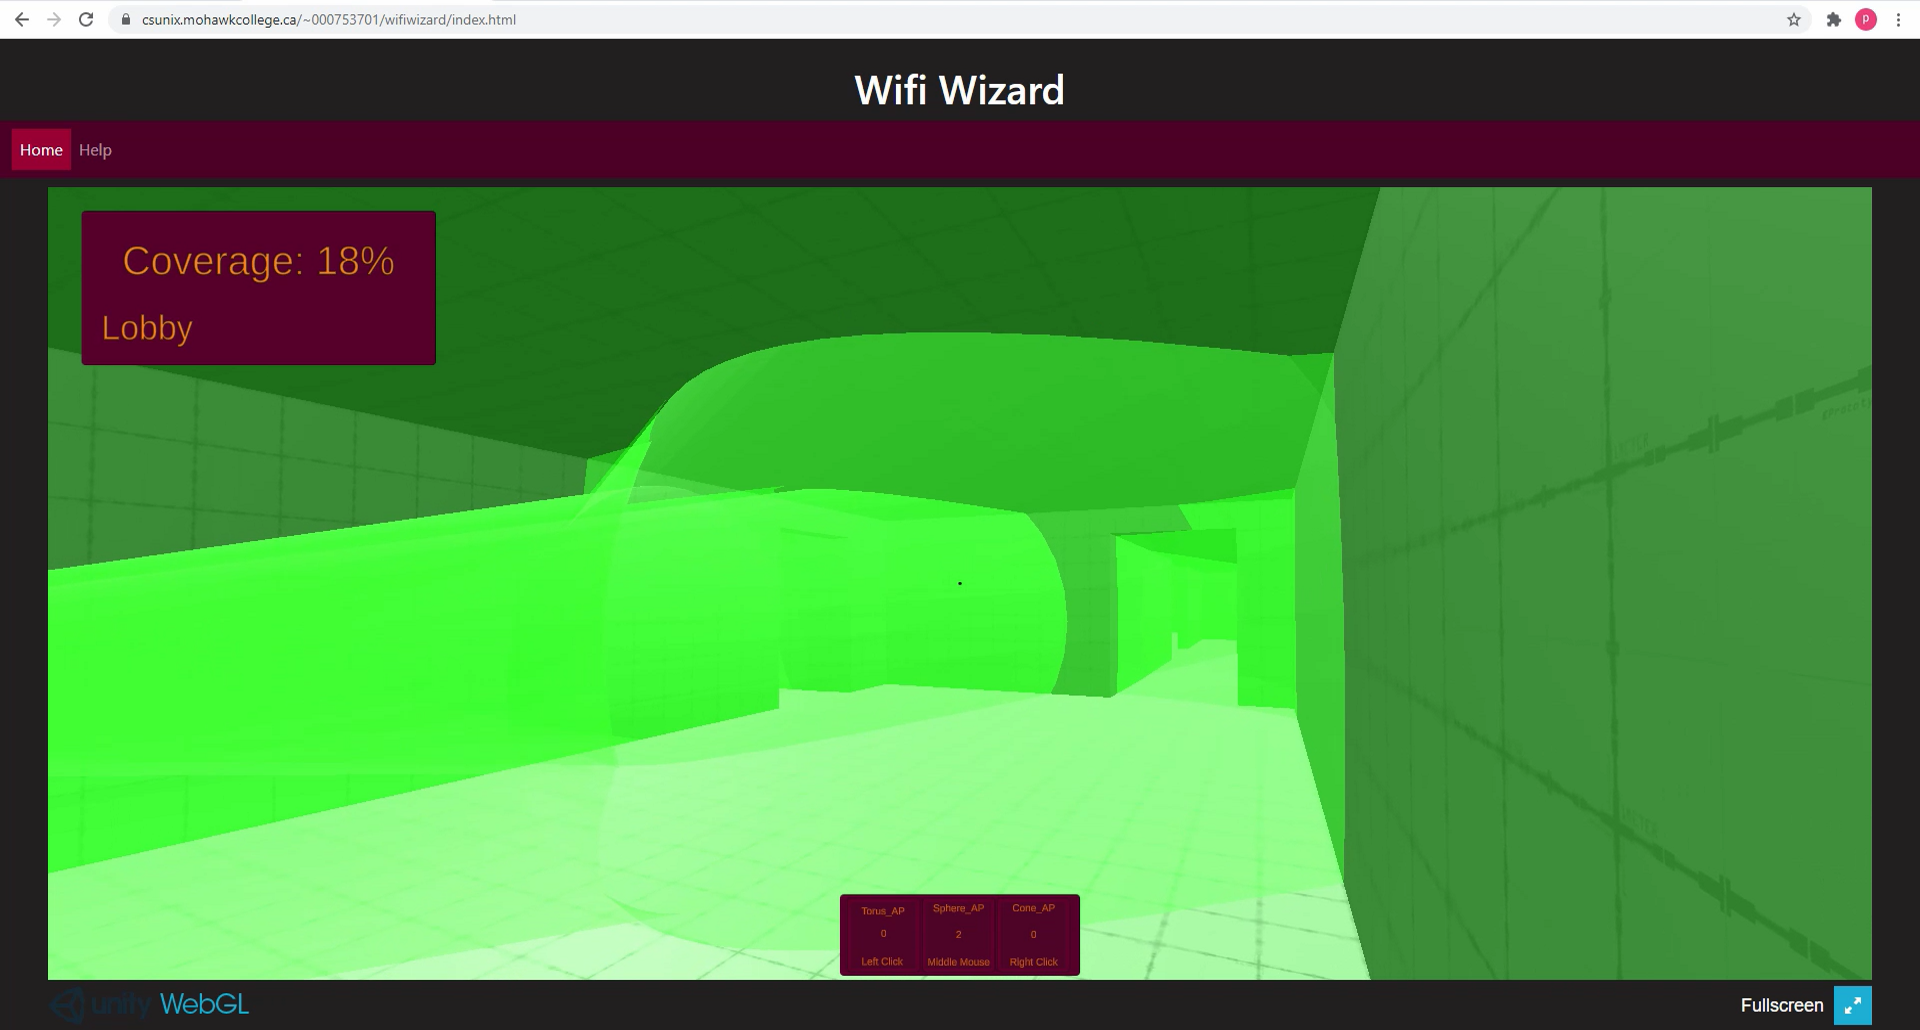 csunix.mohawkcollege.ca/~000753701/wifiwizard/index.html
P
Wifi Wizard
Home Help
Coverage: 18%
Lobby
Torus_AP Sphere_AP Cone_AP
0 2 0
Left Click Middle Mouse Right Click
unity WebGL
Fullscreen